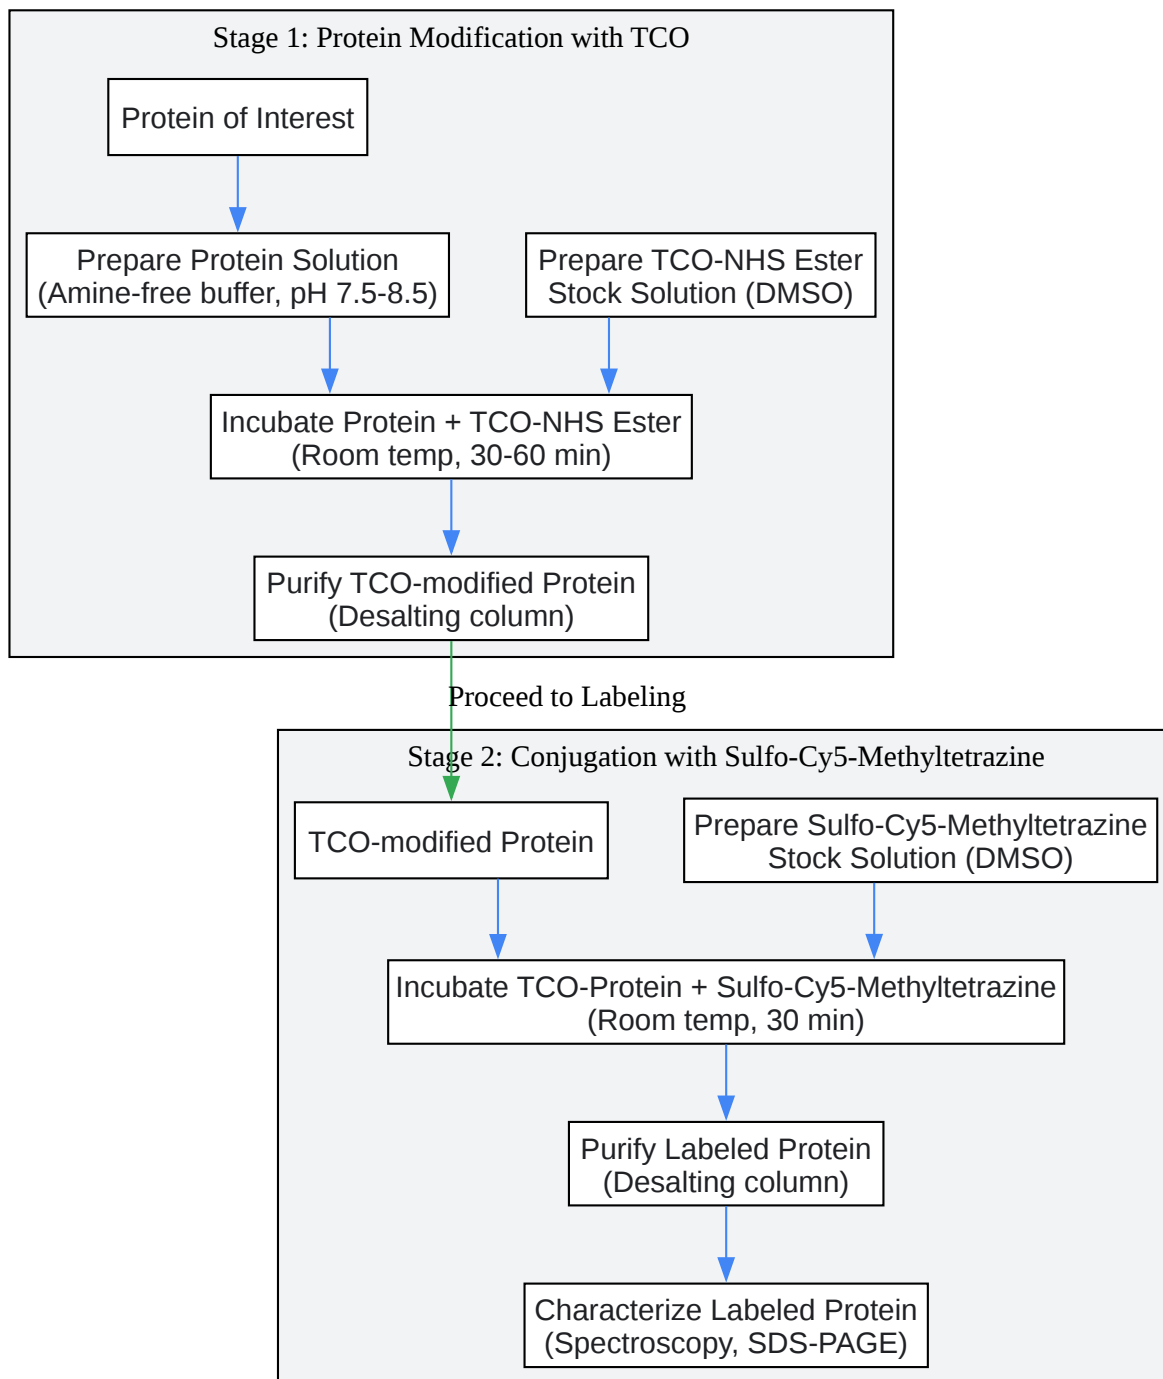 Stage 1: Protein Modification with TCO
Protein of Interest
Prepare Protein Solution
(Amine-free buffer, pH 7.5-8.5)
Prepare TCO-NHS Ester
Stock Solution (DMSO)
Incubate Protein + TCO-NHS Ester
(Room temp, 30-60 min)
Purify TCO-modified Protein
(Desalting column)
Proceed to Labeling
Stage 2: Conjugation with Sulfo-Cy5-Methyltetrazine
TCO-modified Protein
Prepare Sulfo-Cy5-Methyltetrazine
Stock Solution (DMSO)
Incubate TCO-Protein + Sulfo-Cy5-Methyltetrazine
(Room temp, 30 min)
Purify Labeled Protein
(Desalting column)
Characterize Labeled Protein
(Spectroscopy, SDS-PAGE)